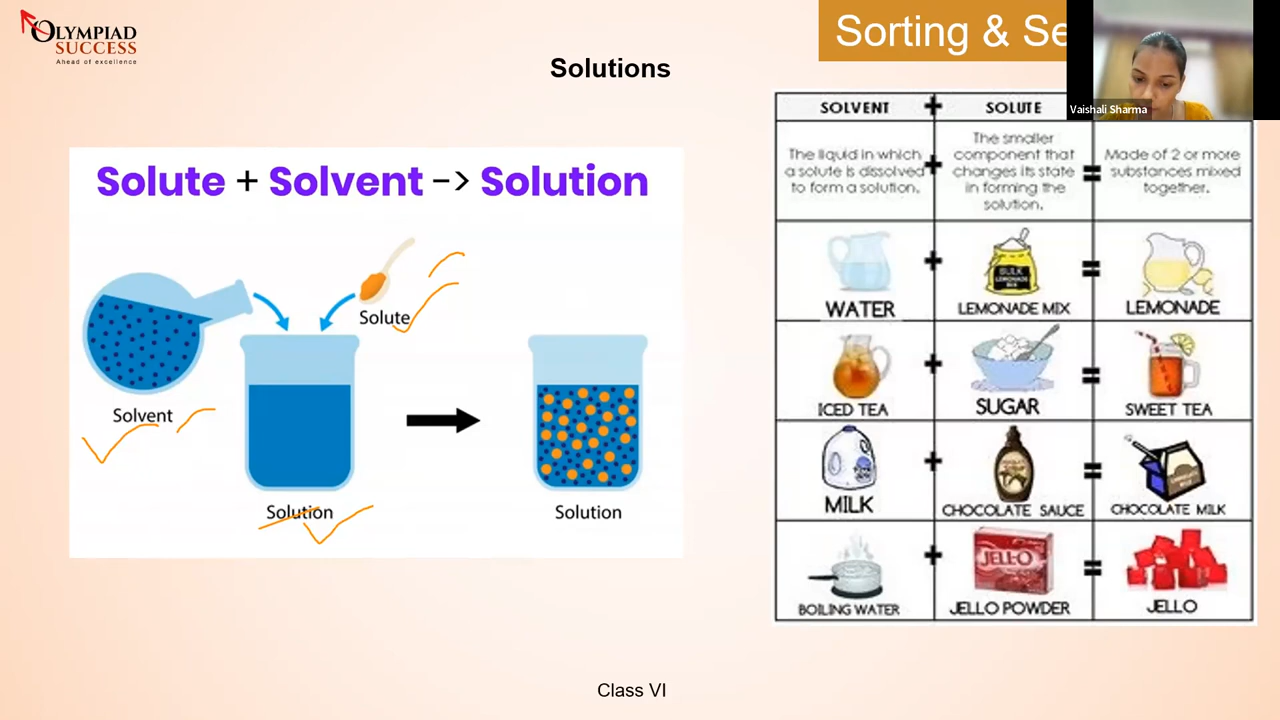 OLYMPIAD
SUCCESS
Ahead of excellence
Sorting & Se
Solutions
Vaishali Sharma
Solute + Solvent -> Solution
Solute
Solvent
Solution
Solution
SOLVENT + SOLUTE
The liquid in which
a solute is dissolved
to form a solution.
+
The smaller
component that
changes its state
in forming the
solution.
=
Made of 2 or more
substances mixed
together.
WATER + LEMONADE MIX = LEMONADE
ICED TEA + SUGAR = SWEET TEA
MILK + CHOCOLATE SAUCE = CHOCOLATE MILK
BOILING WATER + JELLO POWDER = JELLO
JELL-O
Class VI